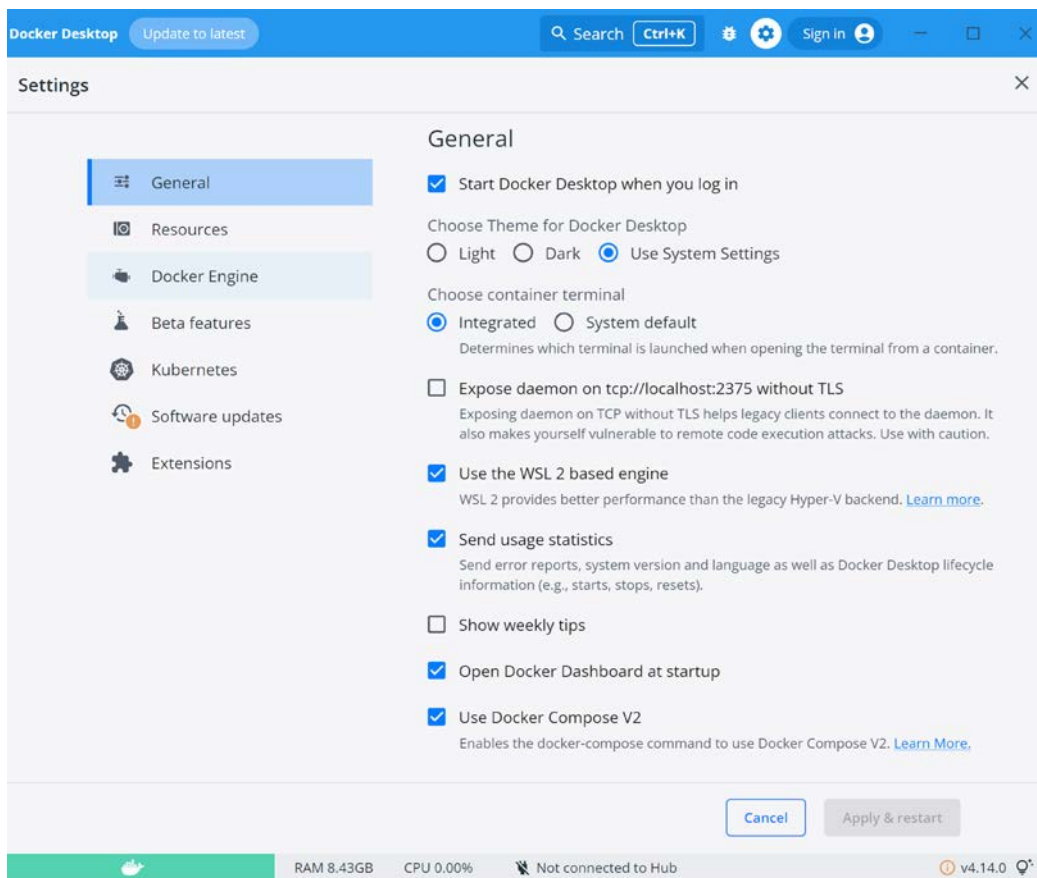 Docker Desktop Update to latest Search Ctrl+K Sign in
Settings
General
Resources
Docker Engine
Beta features
Kubernetes
Software updates
Extensions
General
Start Docker Desktop when you log in
Choose Theme for Docker Desktop
Light Dark Use System Settings
Choose container terminal
Integrated System default
Determines which terminal is launched when opening the terminal from a container.
Expose daemon on tcp://localhost:2375 without TLS
Exposing daemon on TCP without TLS helps legacy clients connect to the daemon. It
also makes yourself vulnerable to remote code execution attacks. Use with caution.
Use the WSL 2 based engine
WSL 2 provides better performance than the legacy Hyper-V backend. Learn more.
Send usage statistics
Send error reports, system version and language as well as Docker Desktop lifecycle
information (e.g., starts, stops, resets).
Show weekly tips
Open Docker Dashboard at startup
Use Docker Compose V2
Enables the docker-compose command to use Docker Compose V2. Learn More.
Cancel Apply & restart
RAM 8.43GB CPU 0.00% Not connected to Hub v4.14.0